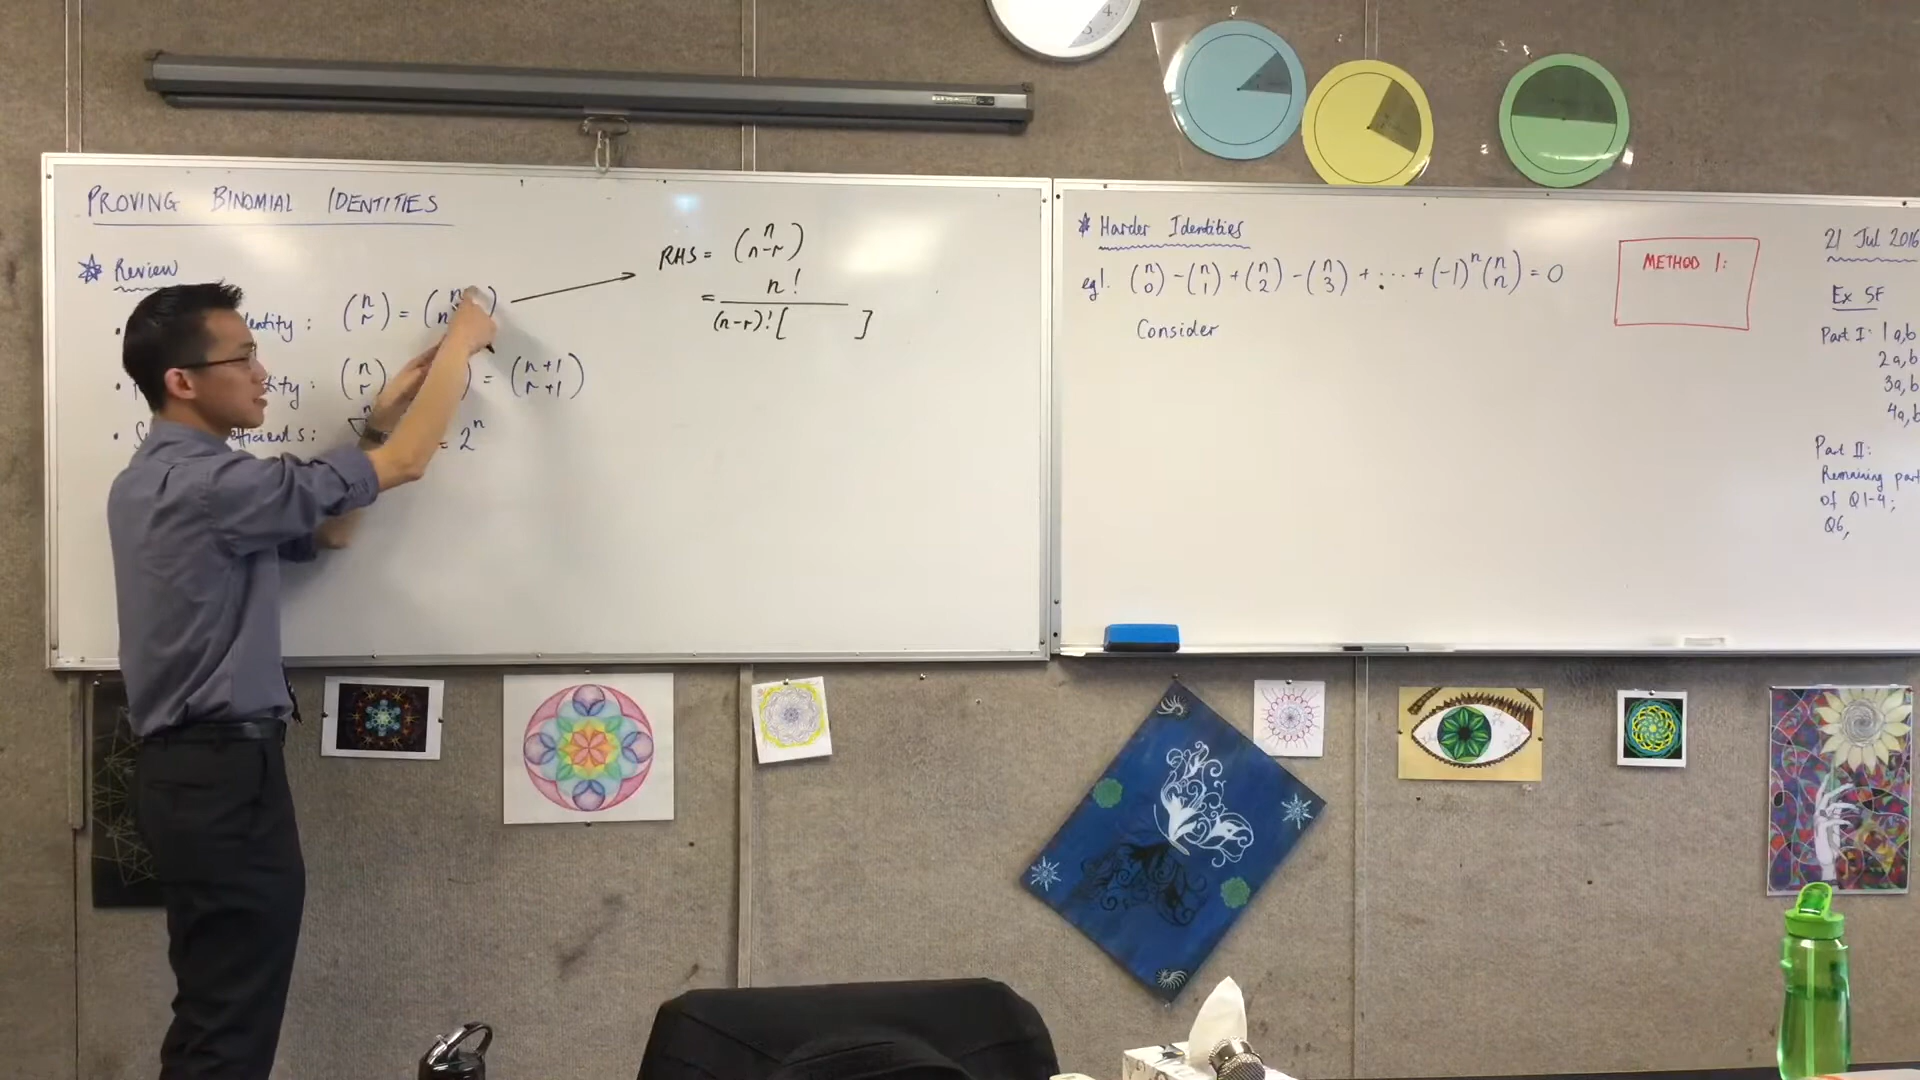 PROVING BINOMIAL IDENTITIES
Review
: (n r) = (n
: (n r) = (n+1 r+1)
: = 2^n
RHS = (n n-r)
= n!
(n-r)! [ ]
* Harder Identities
eg1. (n 0) - (n 1) + (n 2) - (n 3) + ... + (-1)^n (n n) = 0
Consider
METHOD 1:
21 Jul 2016
Ex 5F
Part I: 1a,b
2a,b
3a,b
4a,b
Part II:
Remaining part
of Q1-4;
Q6,